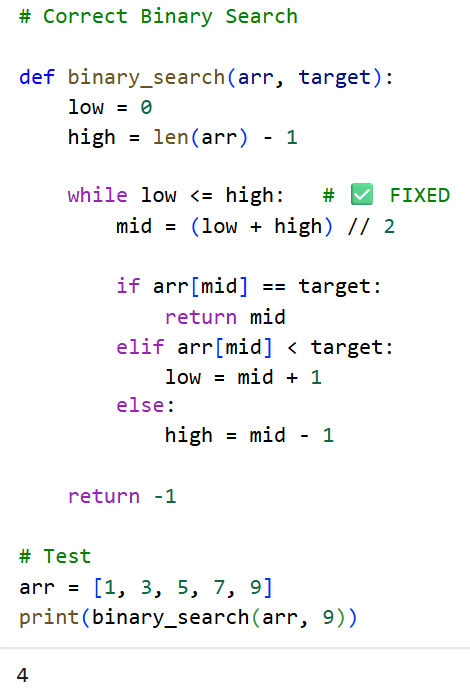 # Correct Binary Search
def binary_search(arr, target):
    low = 0
    high = len(arr) - 1
    while low <= high:   # ✅ FIXED
        mid = (low + high) // 2
        if arr[mid] == target:
            return mid
        elif arr[mid] < target:
            low = mid + 1
        else:
            high = mid - 1
    return -1
# Test
arr = [1, 3, 5, 7, 9]
print(binary_search(arr, 9))
4